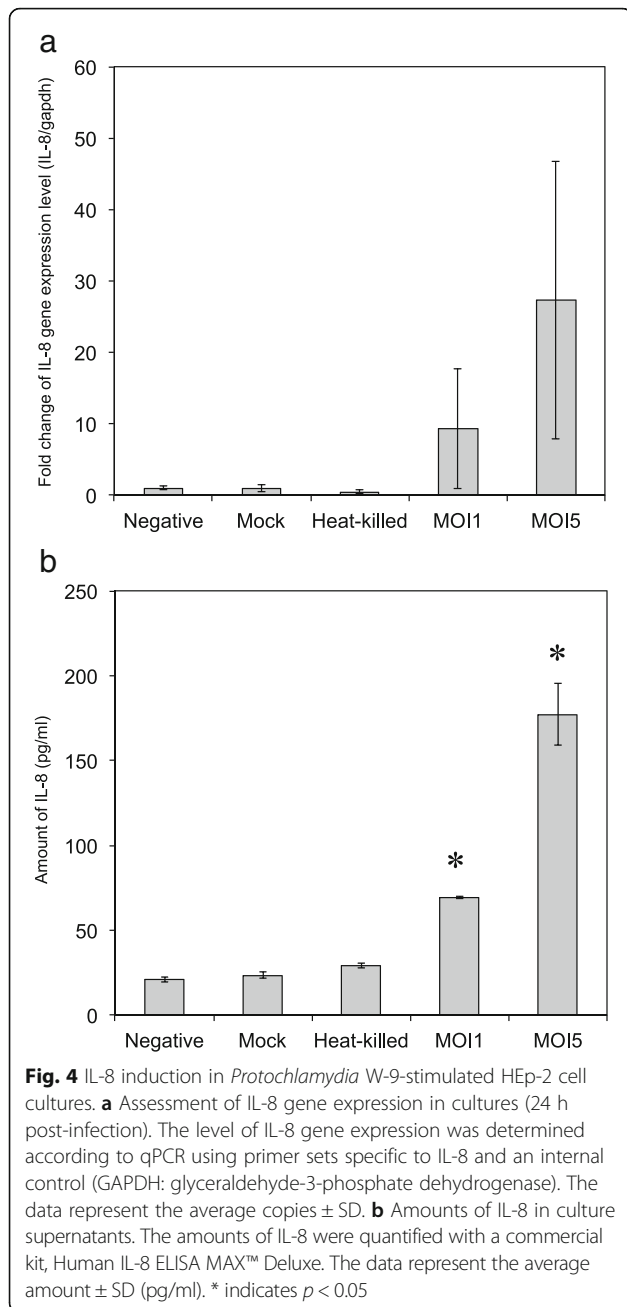 a
60
50
40
30
20
10
0
Fold change of IL-8 gene expression level (IL-8/gapdh)
Negative Mock Heat-killed MOI1 MOI5
b
250
200
150
100
50
0
Amount of IL-8 (pg/ml)
*
*
Negative Mock Heat-killed MOI1 MOI5
Fig. 4 IL-8 induction in Protochlamydia W-9-stimulated HEp-2 cell
cultures. a Assessment of IL-8 gene expression in cultures (24 h
post-infection). The level of IL-8 gene expression was determined
according to qPCR using primer sets specific to IL-8 and an internal
control (GAPDH: glyceraldehyde-3-phosphate dehydrogenase). The
data represent the average copies ± SD. b Amounts of IL-8 in culture
supernatants. The amounts of IL-8 were quantified with a commercial
kit, Human IL-8 ELISA MAX™ Deluxe. The data represent the average
amount ± SD (pg/ml). * indicates p < 0.05